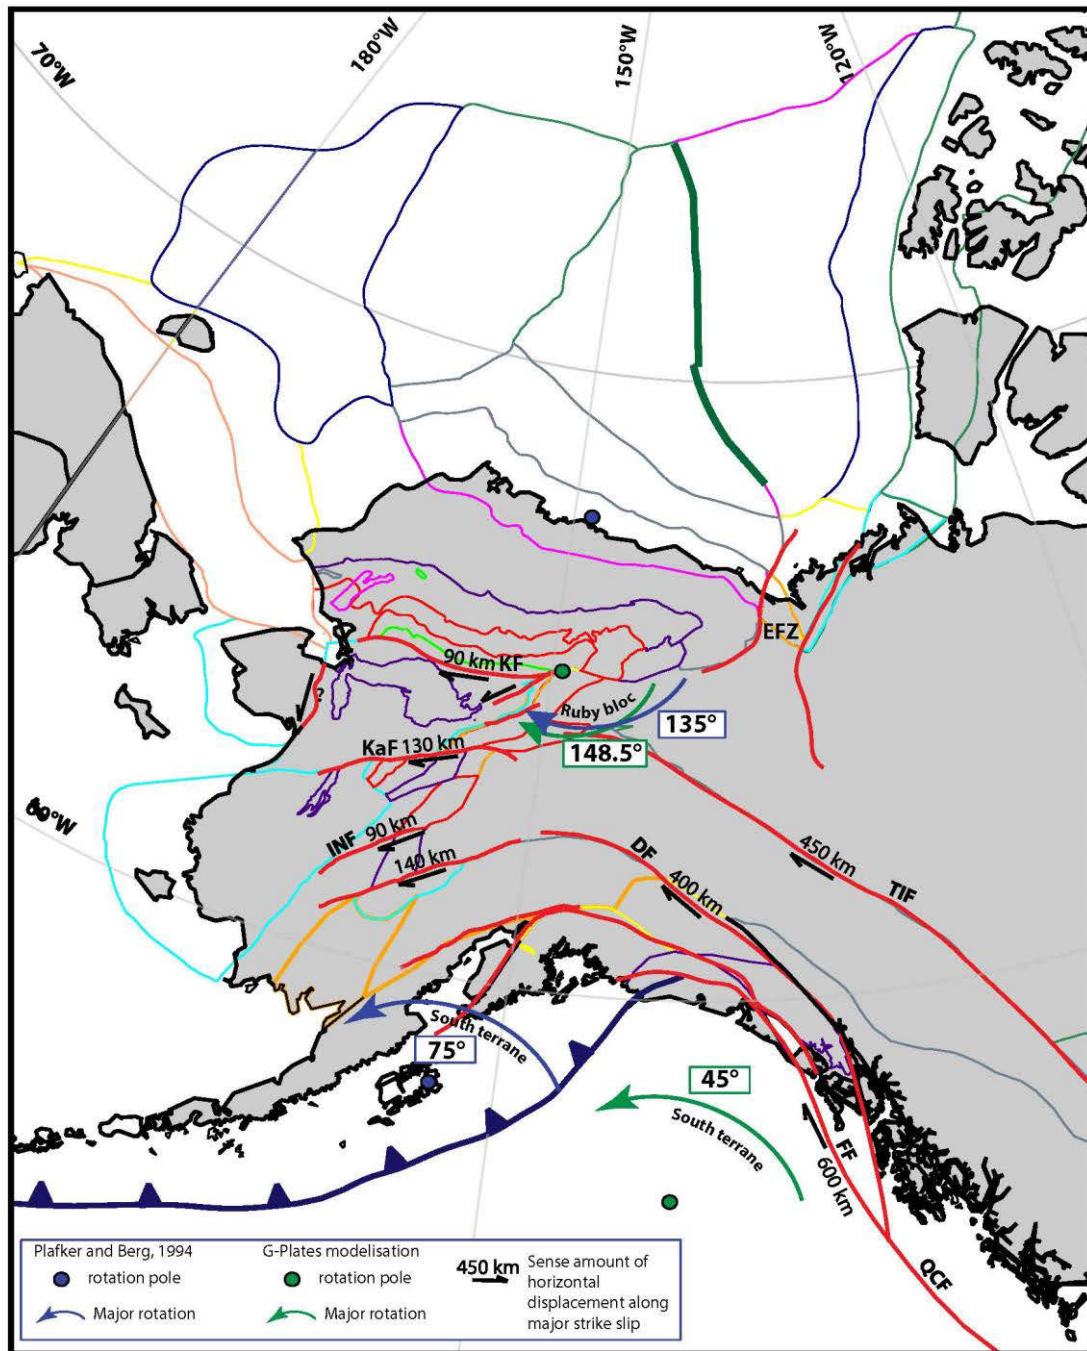 70°W
180°W
150°W
120°W
EFZ
90 km KF
?
Ruby bloc
135°
148.5°
KaF 130 km
60°W
INF 90 km
140 km
DF
400 km
450 km
TIF
South terrane
75°
45°
South terrane
FF
600 km
QCF
Plafker and Berg, 1994
rotation pole
Major rotation
G-Plates modelisation
rotation pole
Major rotation
450 km
Sense amount of
horizontal
displacement along
major strike slip